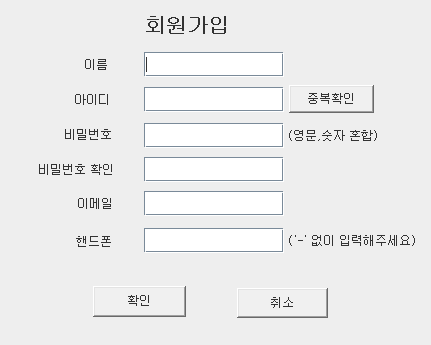 회원가입
이름
아이디 중복확인
비밀번호 (영문,숫자 혼합)
비밀번호 확인
이메일
핸드폰 ('-' 없이 입력해주세요)
확인 취소